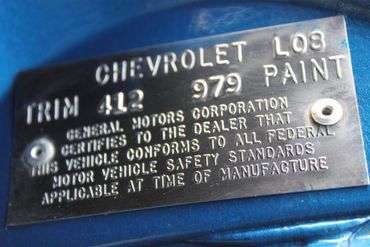 CHEVROLET L08
TRIM 412 979 PAINT
GENERAL MOTORS CORPORATION
CERTIFIES TO THE DEALER THAT
THIS VEHICLE CONFORMS TO ALL FEDERAL
MOTOR VEHICLE SAFETY STANDARDS
APPLICABLE AT TIME OF MANUFACTURE